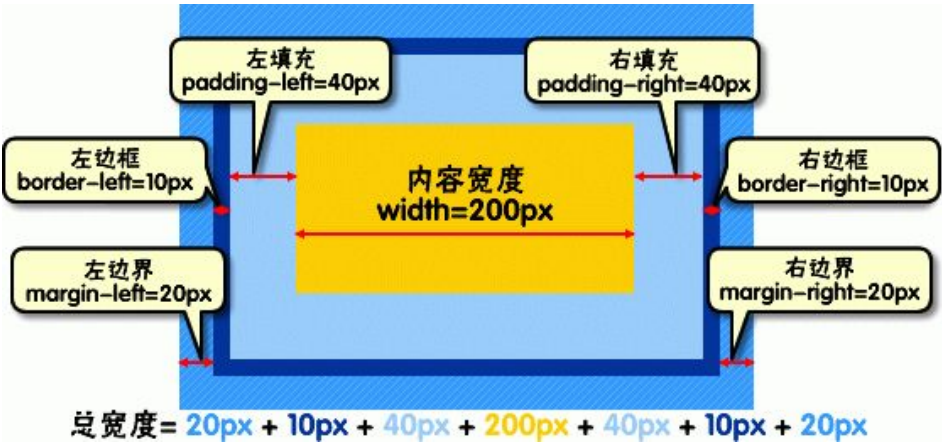 左填充
padding-left=40px
右填充
padding-right=40px
左边框
border-left=10px
内容宽度
width=200px
右边框
border-right=10px
左边界
margin-left=20px
右边界
margin-right=20px
总宽度= 20px + 10px + 40px + 200px + 40px + 10px + 20px